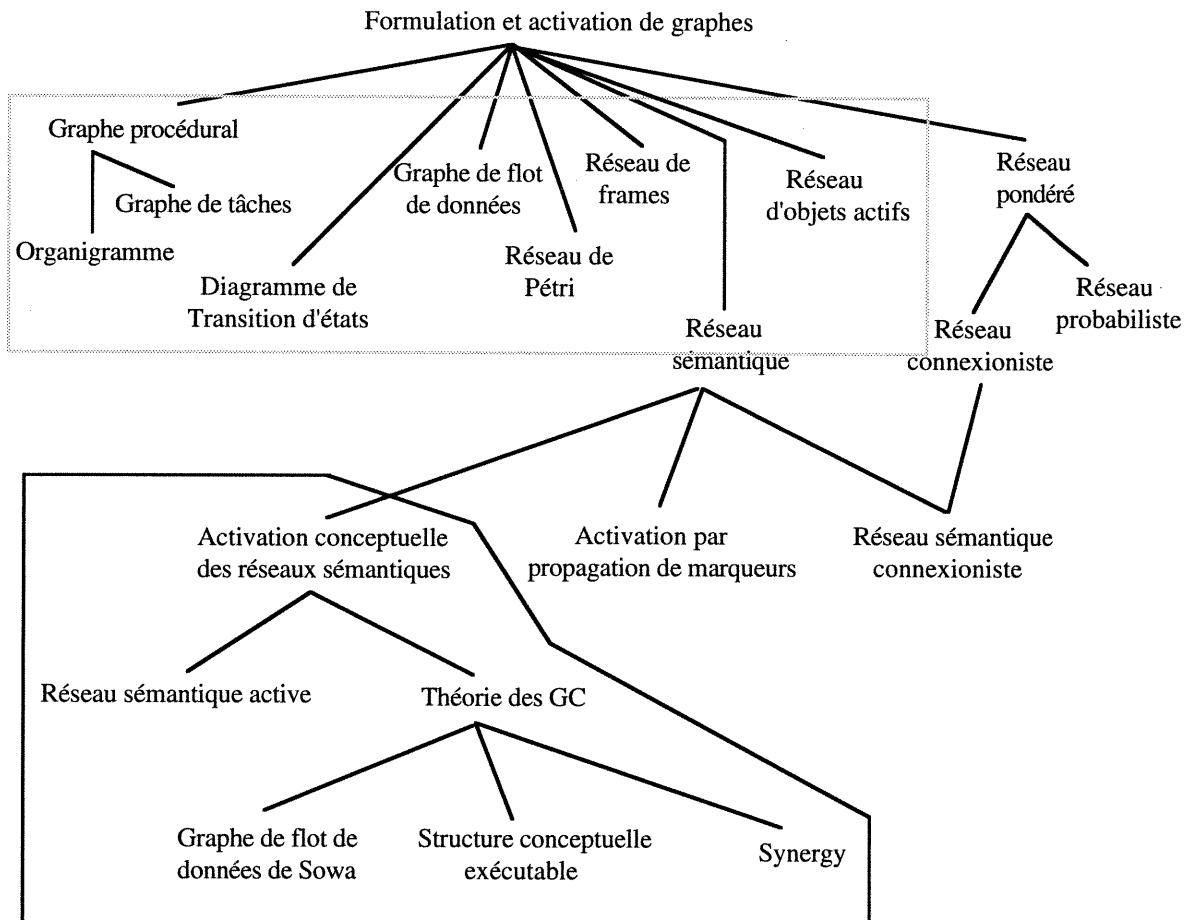 Formulation et activation de graphes
Graphe procédural
Graphe de tâches
Organigramme
Diagramme de
Transition d'états
Graphe de flot
de données
Réseau de
Pétri
Réseau de
frames
Réseau
sémantique
Réseau
d'objets actifs
Réseau
pondéré
Réseau
connexioniste
Réseau
probabiliste
Activation conceptuelle
des réseaux sémantiques
Activation par
propagation de marqueurs
Réseau sémantique
connexioniste
Réseau sémantique active
Théorie des GC
Graphe de flot de
données de Sowa
Structure conceptuelle
exécutable
Synergy